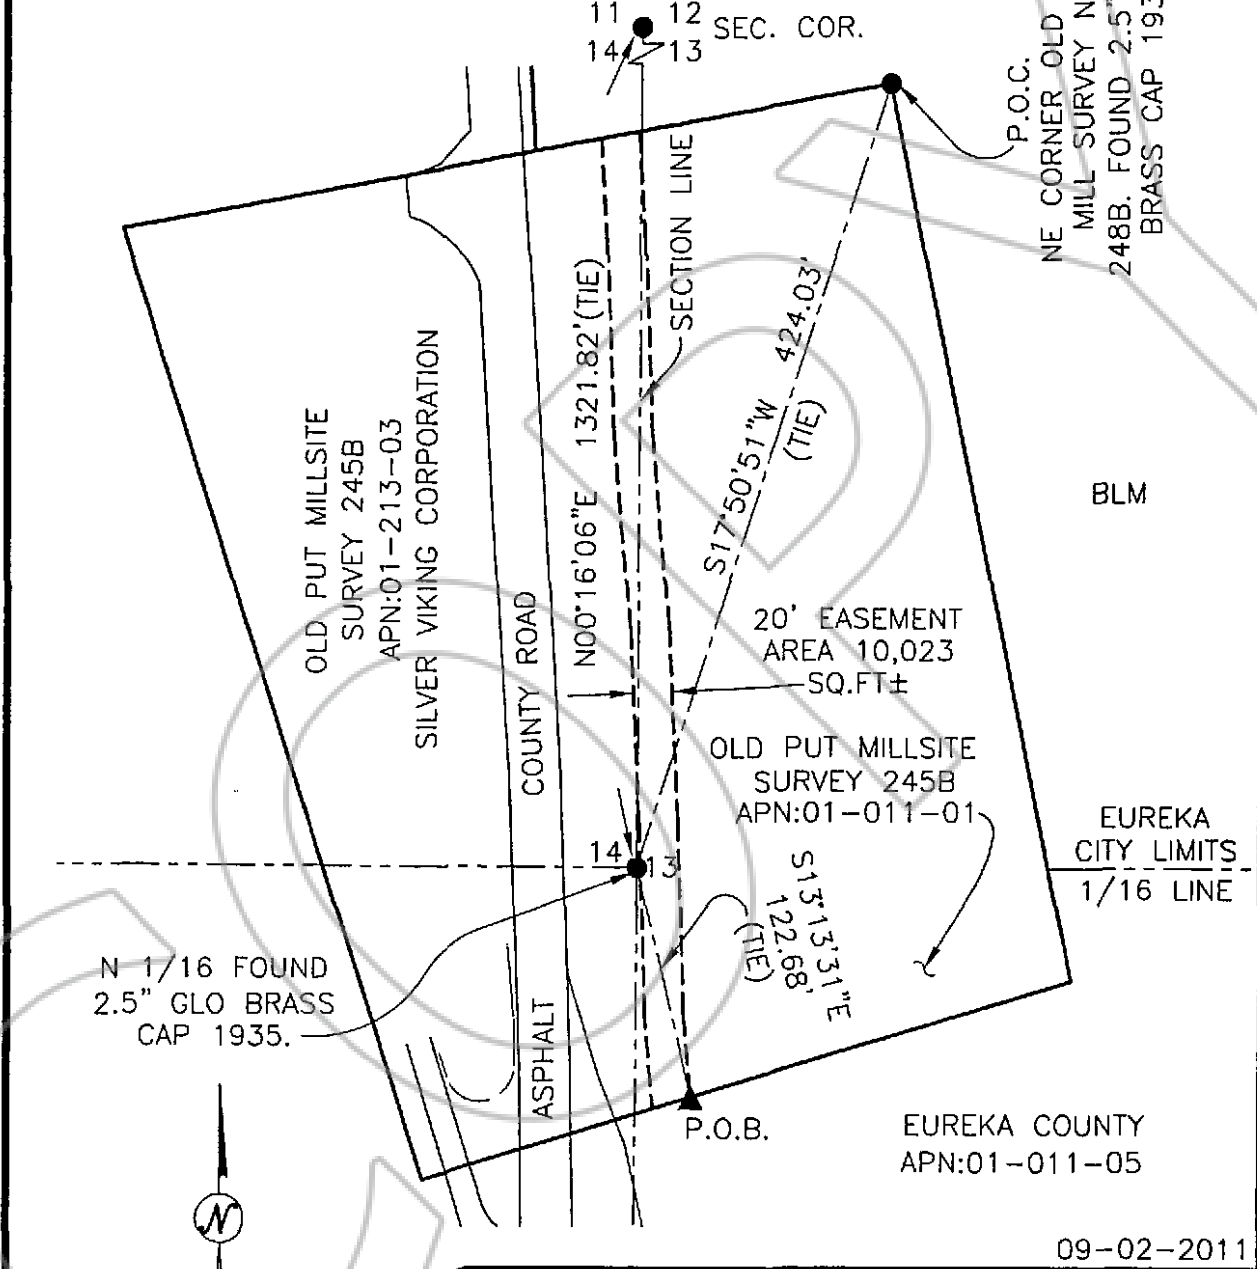 11 12
SEC. COR.
14 13
P.O.C.
NE CORNER OLD
MILL SURVEY N
248B. FOUND 2.5"
BRASS CAP 193
SECTION LINE
N00°16'06"E 1321.82'(TIE)
S17°50'51"W 424.03'
(TIE)
OLD PUT MILLSITE
SURVEY 245B
APN:01-213-03
SILVER VIKING CORPORATION
BLM
COUNTY ROAD
20' EASEMENT
AREA 10,023
SQ.FT±
OLD PUT MILLSITE
SURVEY 245B
APN:01-011-01
EUREKA
CITY LIMITS
1/16 LINE
14 13
S13°13'31"E
122.68'
(TIE)
N 1/16 FOUND
2.5" GLO BRASS
CAP 1935.
ASPHALT
P.O.B.
EUREKA COUNTY
APN:01-011-05
N
09-02-2011
COPY